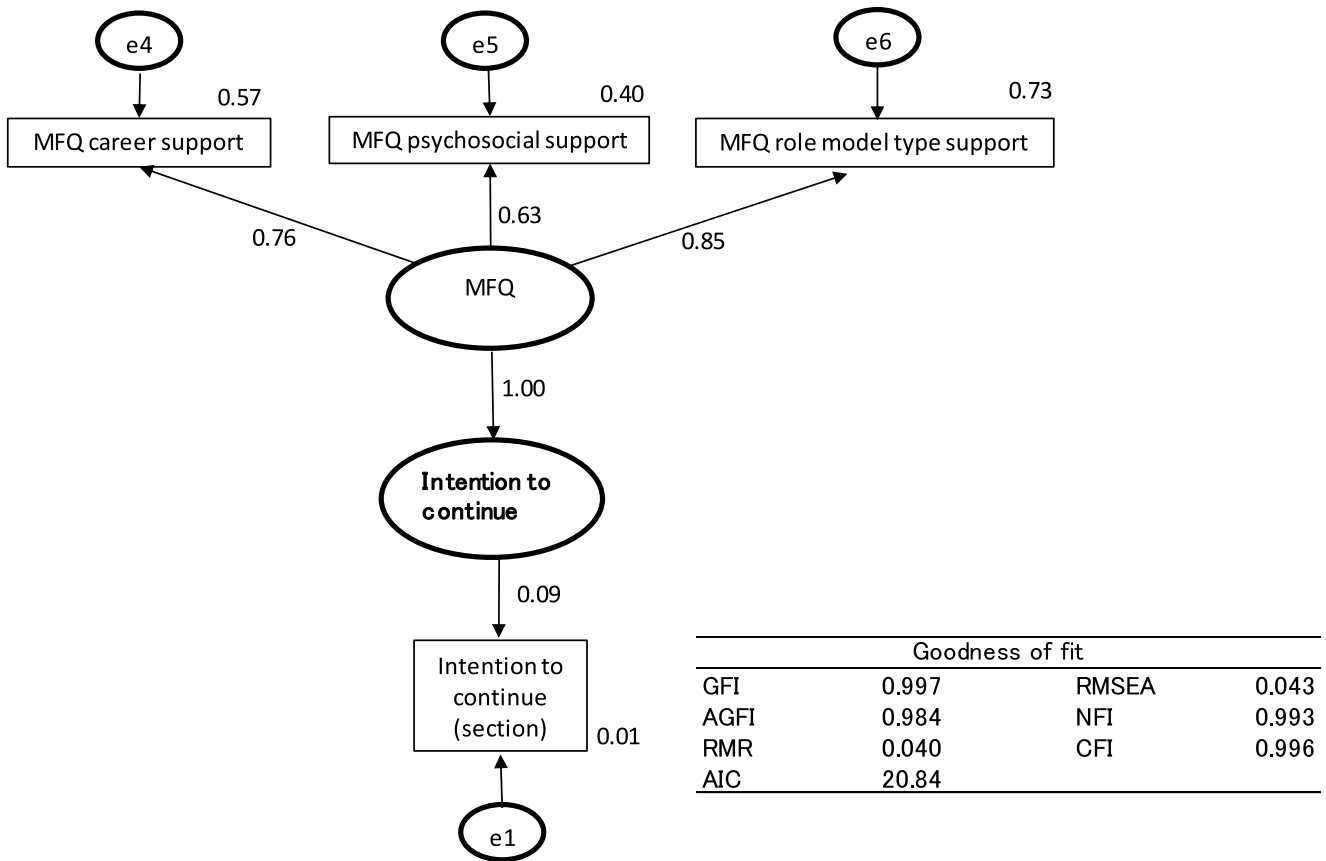 e4
e5
e6
0.57
0.40
0.73
MFQ career support
MFQ psychosocial support
MFQ role model type support
0.76
0.63
0.85
MFQ
1.00
Intention to
continue
0.09
Intention to
continue
(section)
0.01
e1
Goodness of fit
GFI 0.997 RMSEA 0.043
AGFI 0.984 NFI 0.993
RMR 0.040 CFI 0.996
AIC 20.84